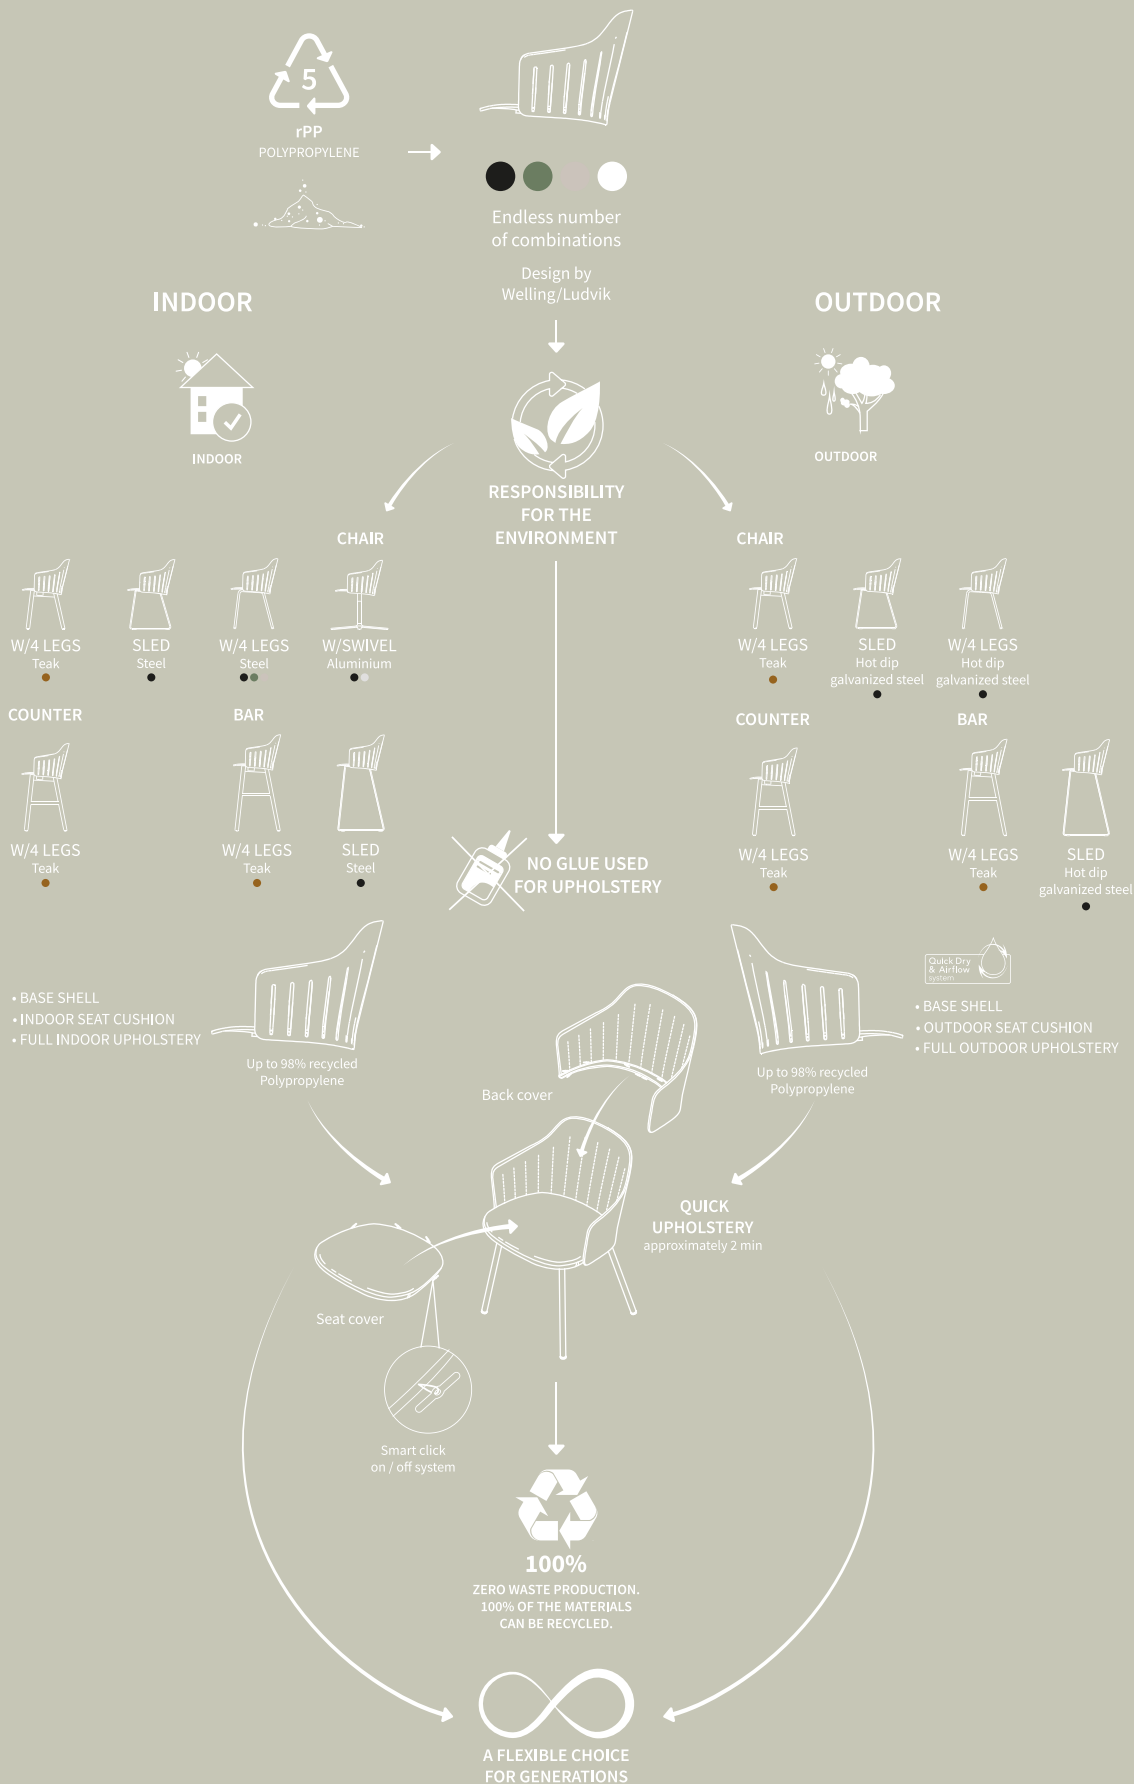 5
rPP
POLYPROPYLENE
Endless number
of combinations
Design by
Welling/Ludvik
INDOOR
INDOOR
OUTDOOR
OUTDOOR
RESPONSIBILITY
FOR THE
ENVIRONMENT
CHAIR
W/4 LEGS
Teak
SLED
Steel
W/4 LEGS
Steel
W/SWIVEL
Aluminium
COUNTER
W/4 LEGS
Teak
BAR
W/4 LEGS
Teak
SLED
Steel
CHAIR
W/4 LEGS
Teak
SLED
Hot dip
galvanized steel
W/4 LEGS
Hot dip
galvanized steel
COUNTER
W/4 LEGS
Teak
BAR
W/4 LEGS
Teak
SLED
Hot dip
galvanized steel
NO GLUE USED
FOR UPHOLSTERY
• BASE SHELL
• INDOOR SEAT CUSHION
• FULL INDOOR UPHOLSTERY
Up to 98% recycled
Polypropylene
Quick Dry
& Airflow
system
• BASE SHELL
• OUTDOOR SEAT CUSHION
• FULL OUTDOOR UPHOLSTERY
Up to 98% recycled
Polypropylene
Back cover
QUICK
UPHOLSTERY
approximately 2 min
Seat cover
Smart click
on / off system
100%
ZERO WASTE PRODUCTION.
100% OF THE MATERIALS
CAN BE RECYCLED.
A FLEXIBLE CHOICE
FOR GENERATIONS